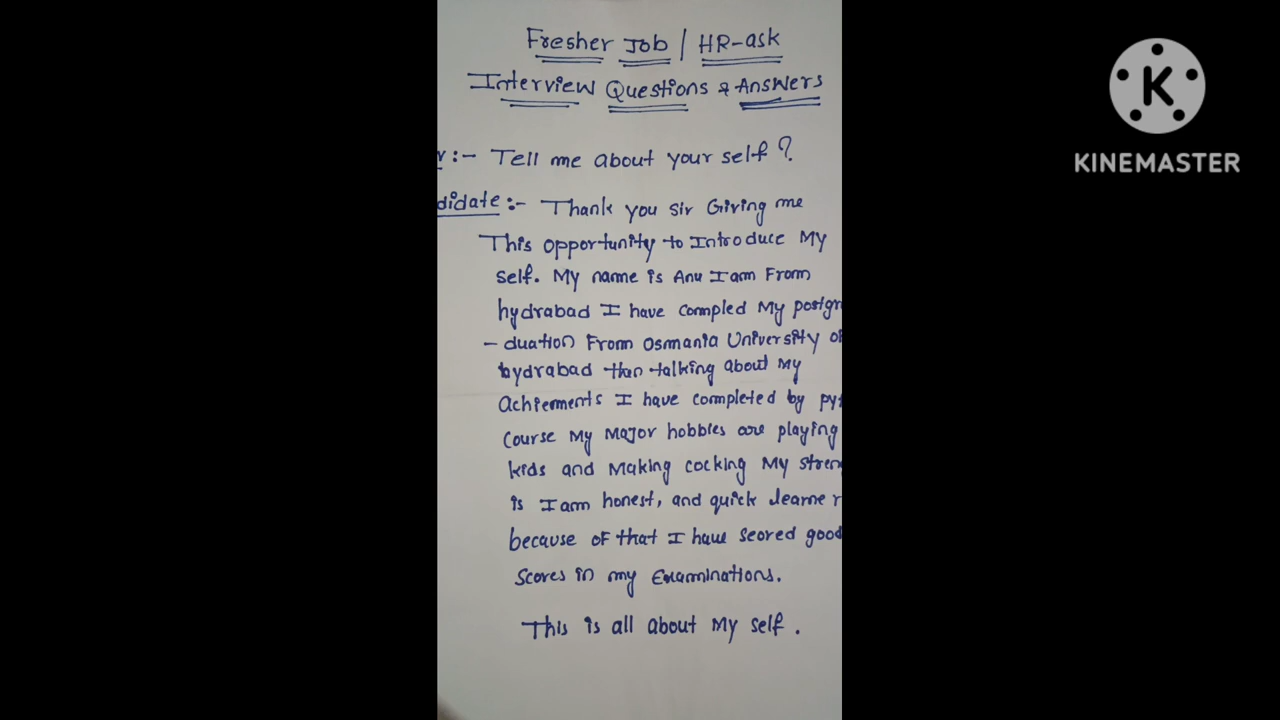 Fresher Job / HR-ask
Interview Questions & Answers
K
KINEMASTER
r:- Tell me about your self?
didate:- Thank you sir Giving me
This opportunity to Introduce My
self. My name is Anu I am From
hydrabad I have compled My postgra
- duation From Osmania University of
hydrabad then talking about My
Achiements I have completed by pyt
course My Major hobbies are playing
kids and Making cocking My stren
is I am honest, and quick learner
because of that I have scored good
scores in my Examinations.
This is all about My self.